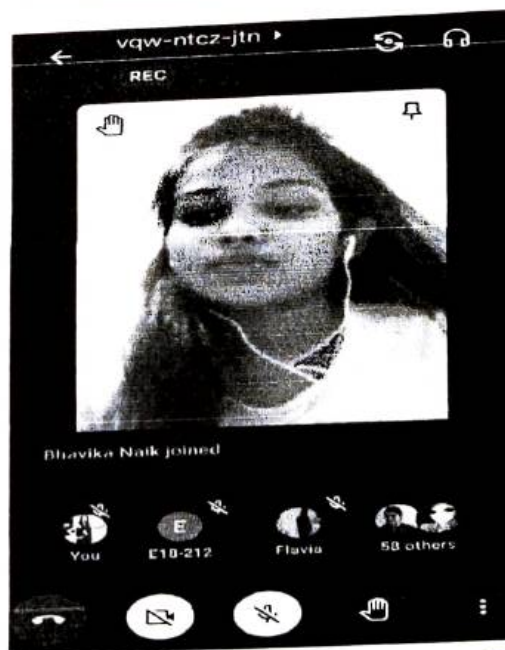 vqw-ntcz-jtn
REC
Bhavika Naik joined
E
You
E18-212
Flavia
58 others